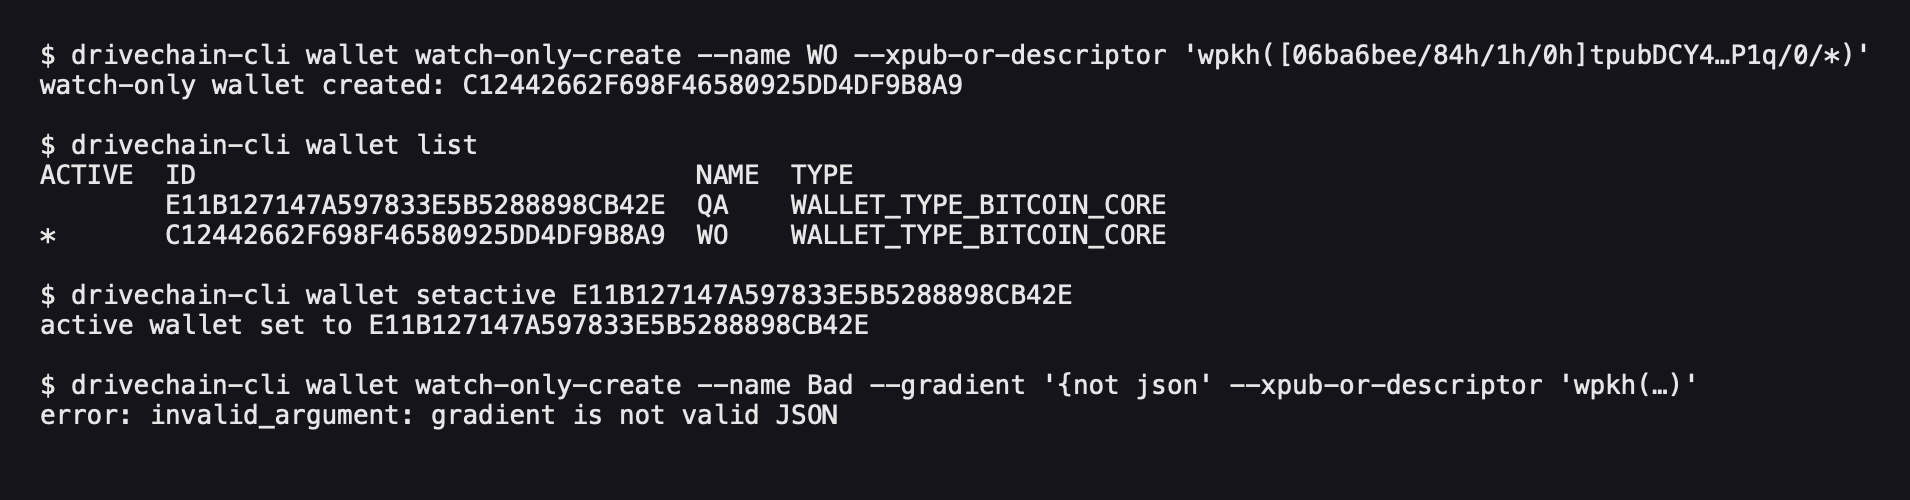 $ drivechain-cli wallet watch-only-create --name WO --xpub-or-descriptor 'wpkh([06ba6bee/84h/1h/0h]tpubDCY4…P1q/0/*)'
watch-only wallet created: C12442662F698F46580925DD4DF9B8A9
$ drivechain-cli wallet list
ACTIVE  ID                                NAME  TYPE
        E11B127147A597833E5B5288898CB42E  QA    WALLET_TYPE_BITCOIN_CORE
*       C12442662F698F46580925DD4DF9B8A9  WO    WALLET_TYPE_BITCOIN_CORE
$ drivechain-cli wallet setactive E11B127147A597833E5B5288898CB42E
active wallet set to E11B127147A597833E5B5288898CB42E
$ drivechain-cli wallet watch-only-create --name Bad --gradient '{not json' --xpub-or-descriptor 'wpkh(…)'
error: invalid_argument: gradient is not valid JSON